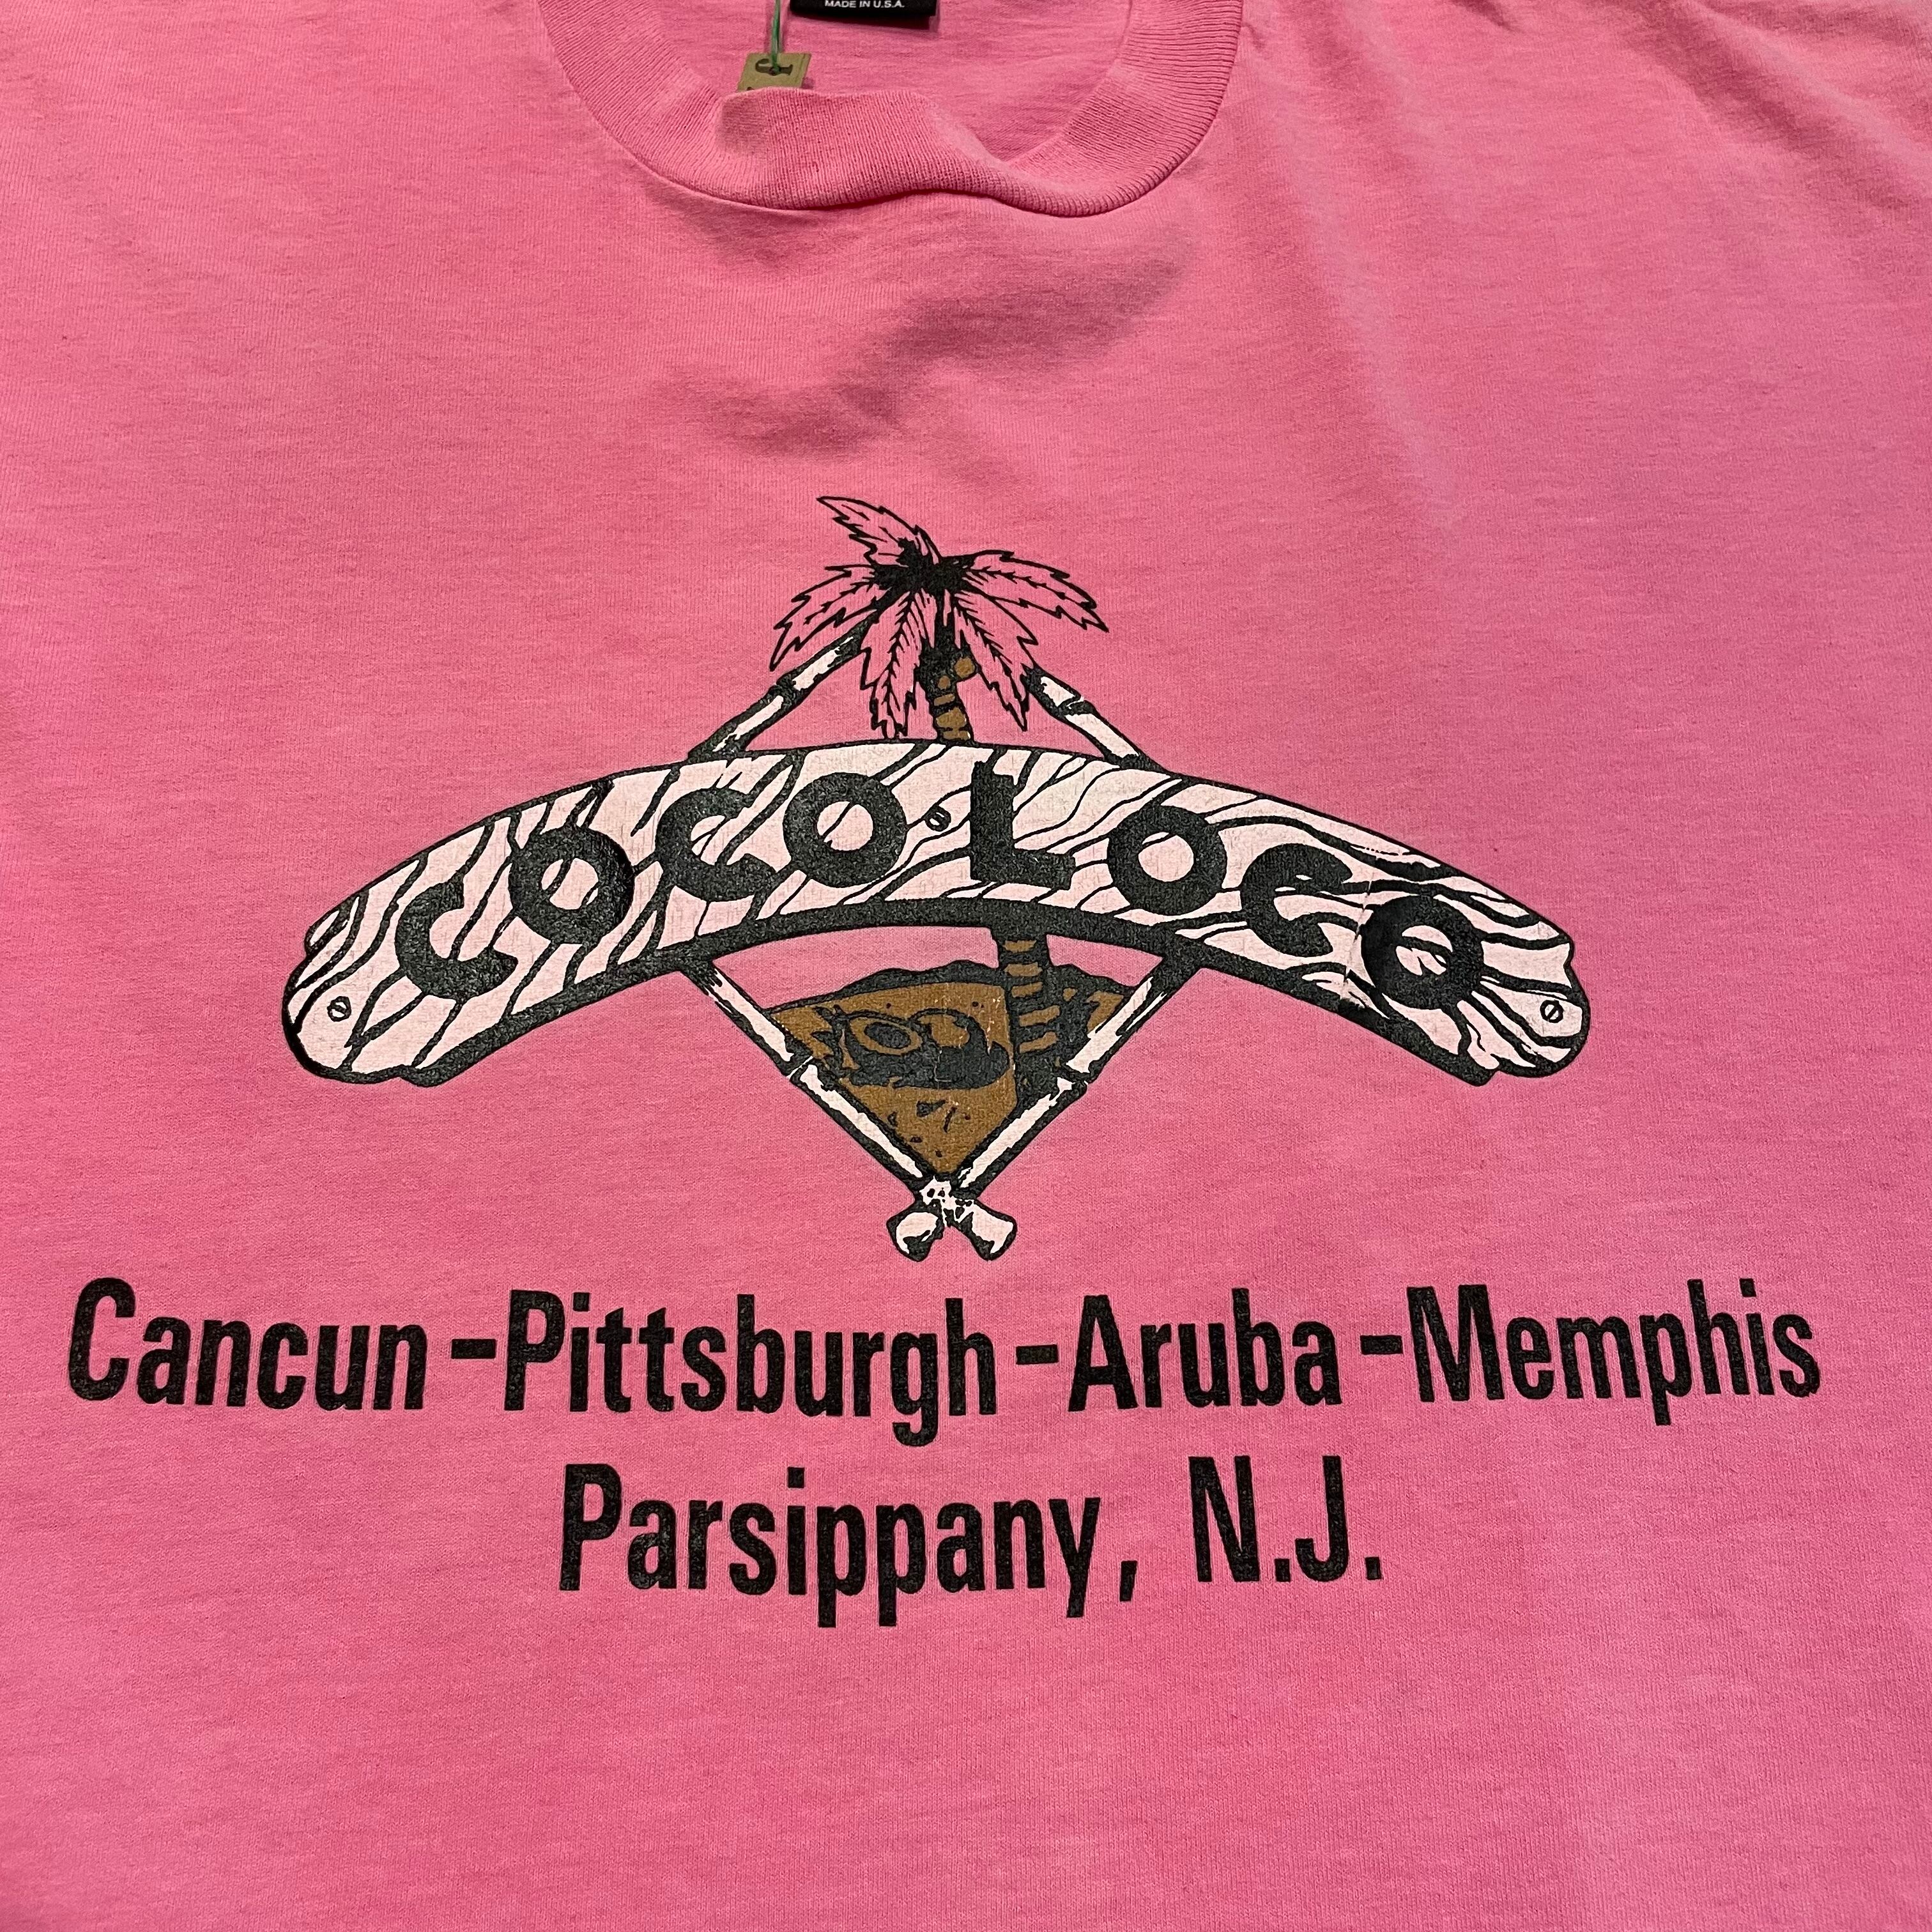 MADE IN U.S.A.
COCO LOCO
Cancun-Pittsburgh-Aruba-Memphis
Parsippany, N.J.